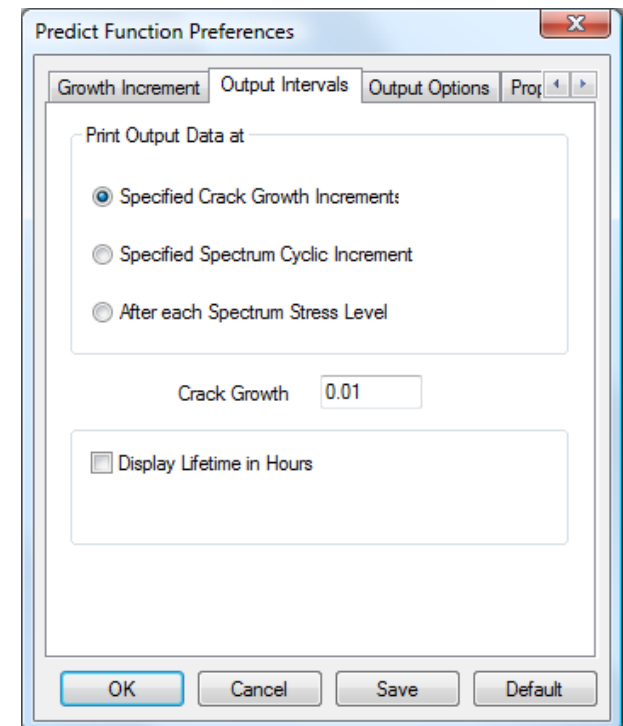 Predict Function Preferences
Growth Increment Output Intervals Output Options Prop
Print Output Data at
Specified Crack Growth Increments
Specified Spectrum Cyclic Increment
After each Spectrum Stress Level
Crack Growth 0.01
Display Lifetime in Hours
OK Cancel Save Default